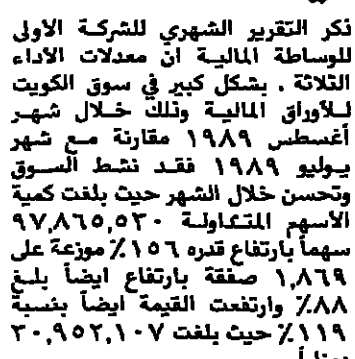 ذكر التقرير الشهري للشركة الأولى
للوساطة المالية ان معدلات الأداء
الثلاثة ، بشكل كبير في سوق الكويت
للأوراق المالية وذلك خلال شهر
أغسطس ١٩٨٩ مقارنة مع شهر
يوليو ١٩٨٩ فقد نشط السوق
وتحسن خلال الشهر حيث بلغت كمية
الأسهم المتداولة ٩٧,٨٦٥,٥٣٠
سهماً بارتفاع قدره ١٥٦٪ موزعة على
١,٨٦٩ صفقة بارتفاع ايضاً بلغ
٨٨٪ وارتفعت القيمة ايضاً بنسبة
١١٩٪ حيث بلغت ٣٠,٩٥٢,١٠٧